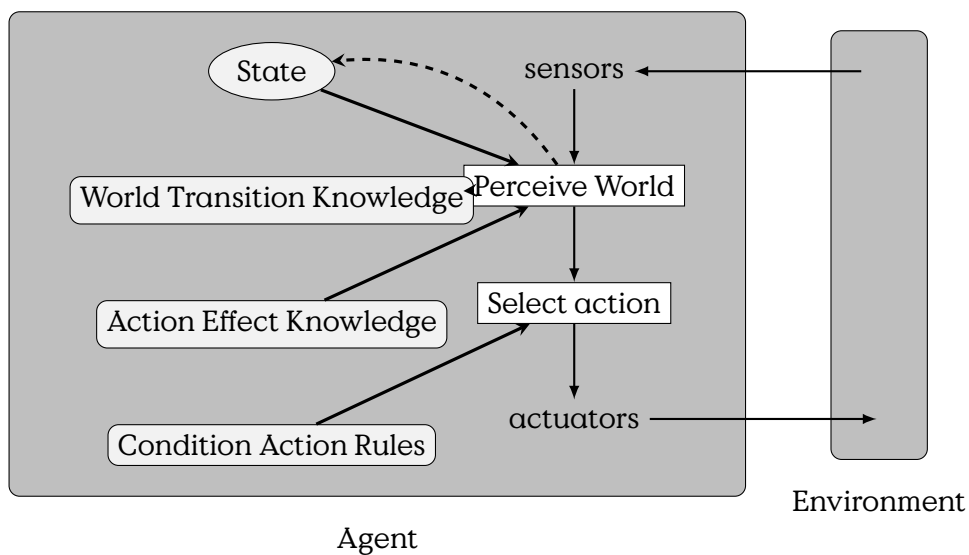 State
sensors
World Transition Knowledge
Perceive World
Action Effect Knowledge
Select action
Condition Action Rules
actuators
Environment
Agent